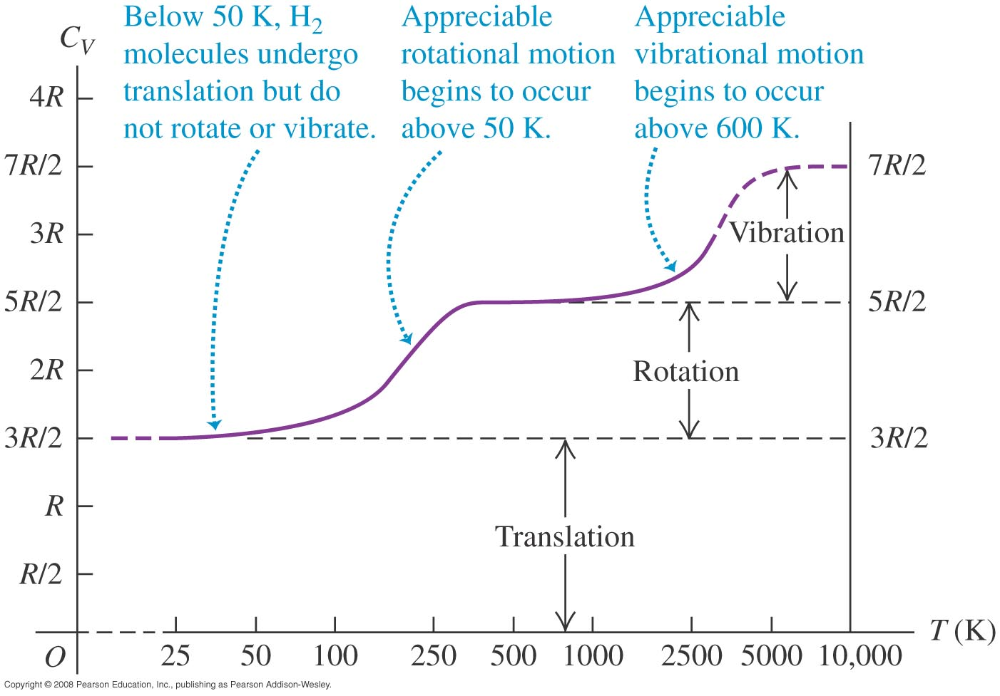 Below 50 K, H₂
molecules undergo
translation but do
not rotate or vibrate.
Appreciable
rotational motion
begins to occur
above 50 K.
Appreciable
vibrational motion
begins to occur
above 600 K.
C_V
4R
7R/2
3R
5R/2
2R
3R/2
R
R/2
O
7R/2
5R/2
3R/2
Vibration
Rotation
Translation
25 50 100 250 500 1000 2500 5000 10,000
T (K)
Copyright © 2008 Pearson Education, Inc., publishing as Pearson Addison-Wesley.